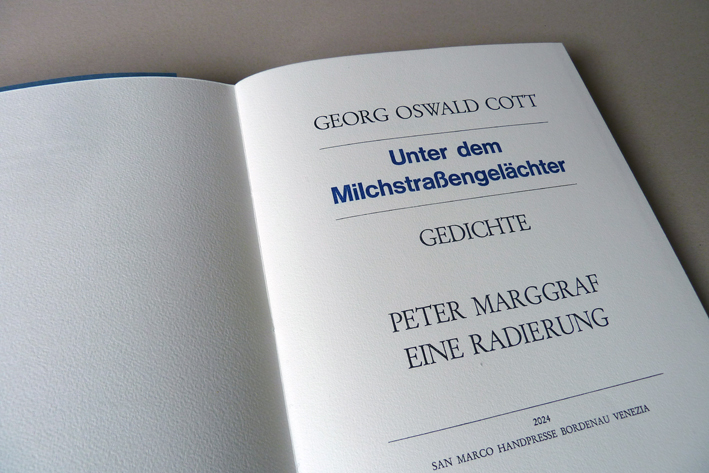 GEORG OSWALD COTT
Unter dem
Milchstraßengelächter
GEDICHTE
PETER MARGGRAF
EINE RADIERUNG
2024
SAN MARCO HANDPRESSE BORDENAU VENEZIA